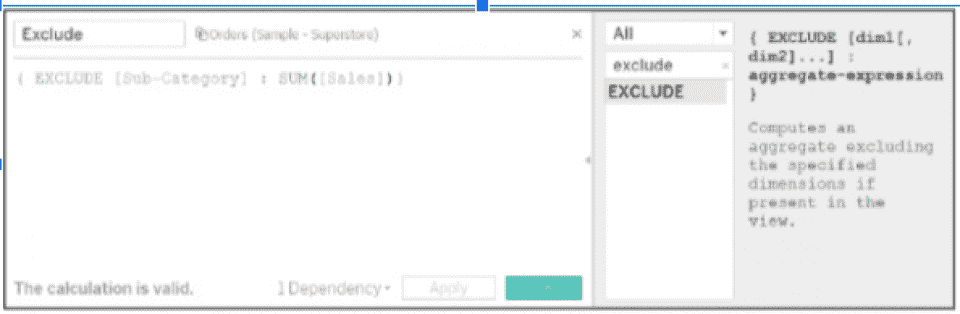 Exclude
Orders (Sample - Superstore)
×
{ EXCLUDE [Sub-Category] : SUM([Sales])}
The calculation is valid.
1 Dependency
Apply
All
exclude
×
EXCLUDE
{ EXCLUDE [dim1[,
dim2]...] :
aggregate-expression
}
Computes an
aggregate excluding
the specified
dimensions if
present in the
view.